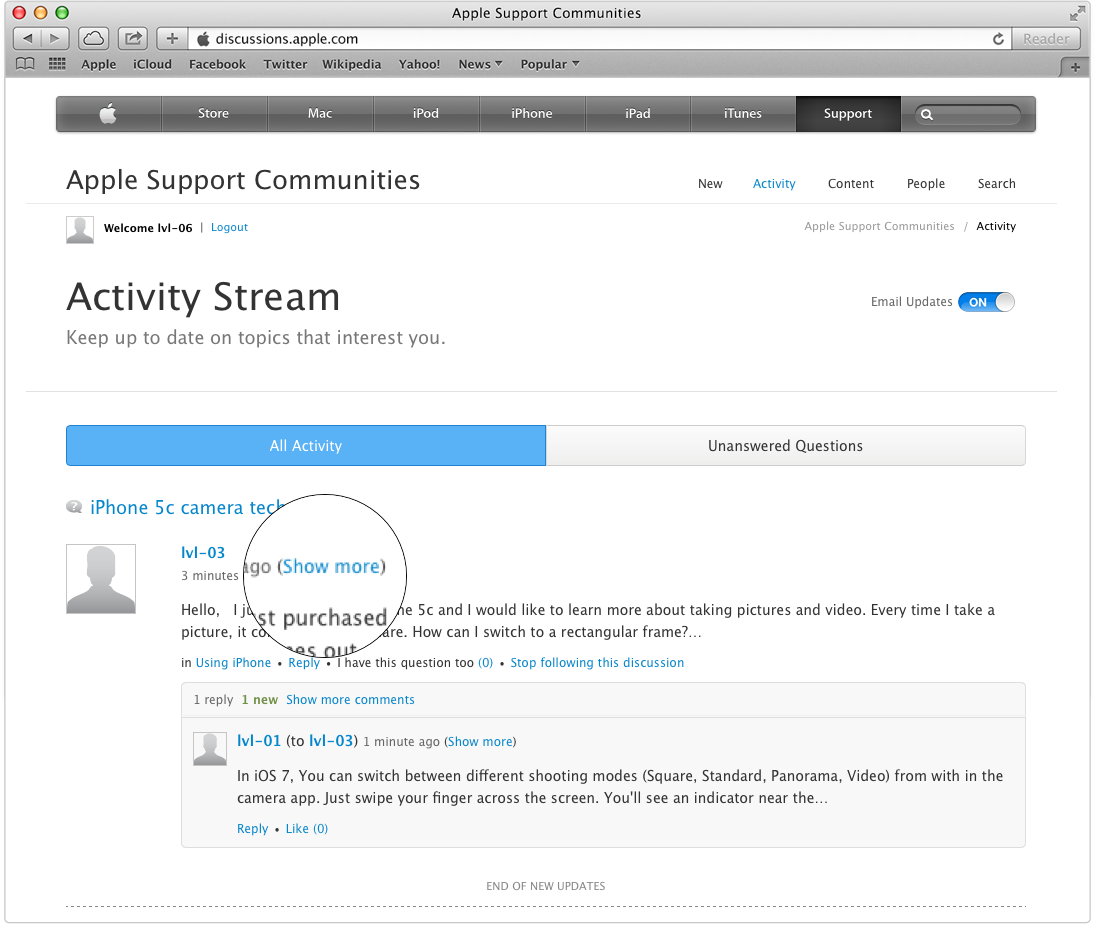 Apple Support Communities
discussions.apple.com
Reader
Apple iCloud Facebook Twitter Wikipedia Yahoo! News Popular
Store Mac iPod iPhone iPad iTunes Support
Apple Support Communities
New Activity Content People Search
Welcome lvl-06 | Logout
Apple Support Communities / Activity
Activity Stream
Email Updates ON
Keep up to date on topics that interest you.
All Activity Unanswered Questions
iPhone 5c camera tech
lvl-03
3 minutes ago (Show more)
st purchased
es out
Hello, I ju ne 5c and I would like to learn more about taking pictures and video. Every time I take a
picture, it co are. How can I switch to a rectangular frame?…
in Using iPhone • Reply • I have this question too (0) • Stop following this discussion
1 reply 1 new Show more comments
lvl-01 (to lvl-03) 1 minute ago (Show more)
In iOS 7, You can switch between different shooting modes (Square, Standard, Panorama, Video) from with in the
camera app. Just swipe your finger across the screen. You'll see an indicator near the…
Reply • Like (0)
END OF NEW UPDATES